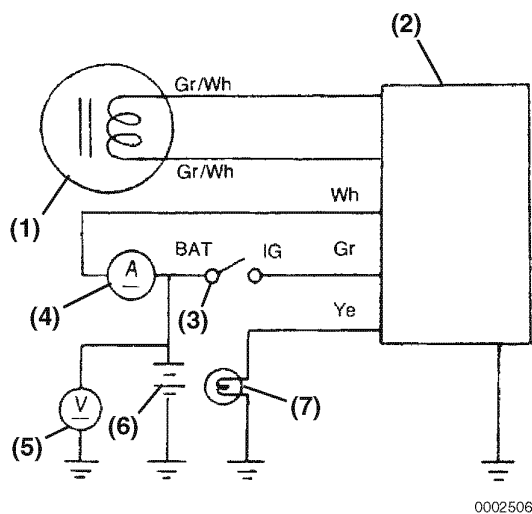 (2)
Gr/Wh
Gr/Wh
(1)
Wh
BAT IG Gr
A
(4)
(3)
Ye
V
(5)
(6)
(7)
0002506